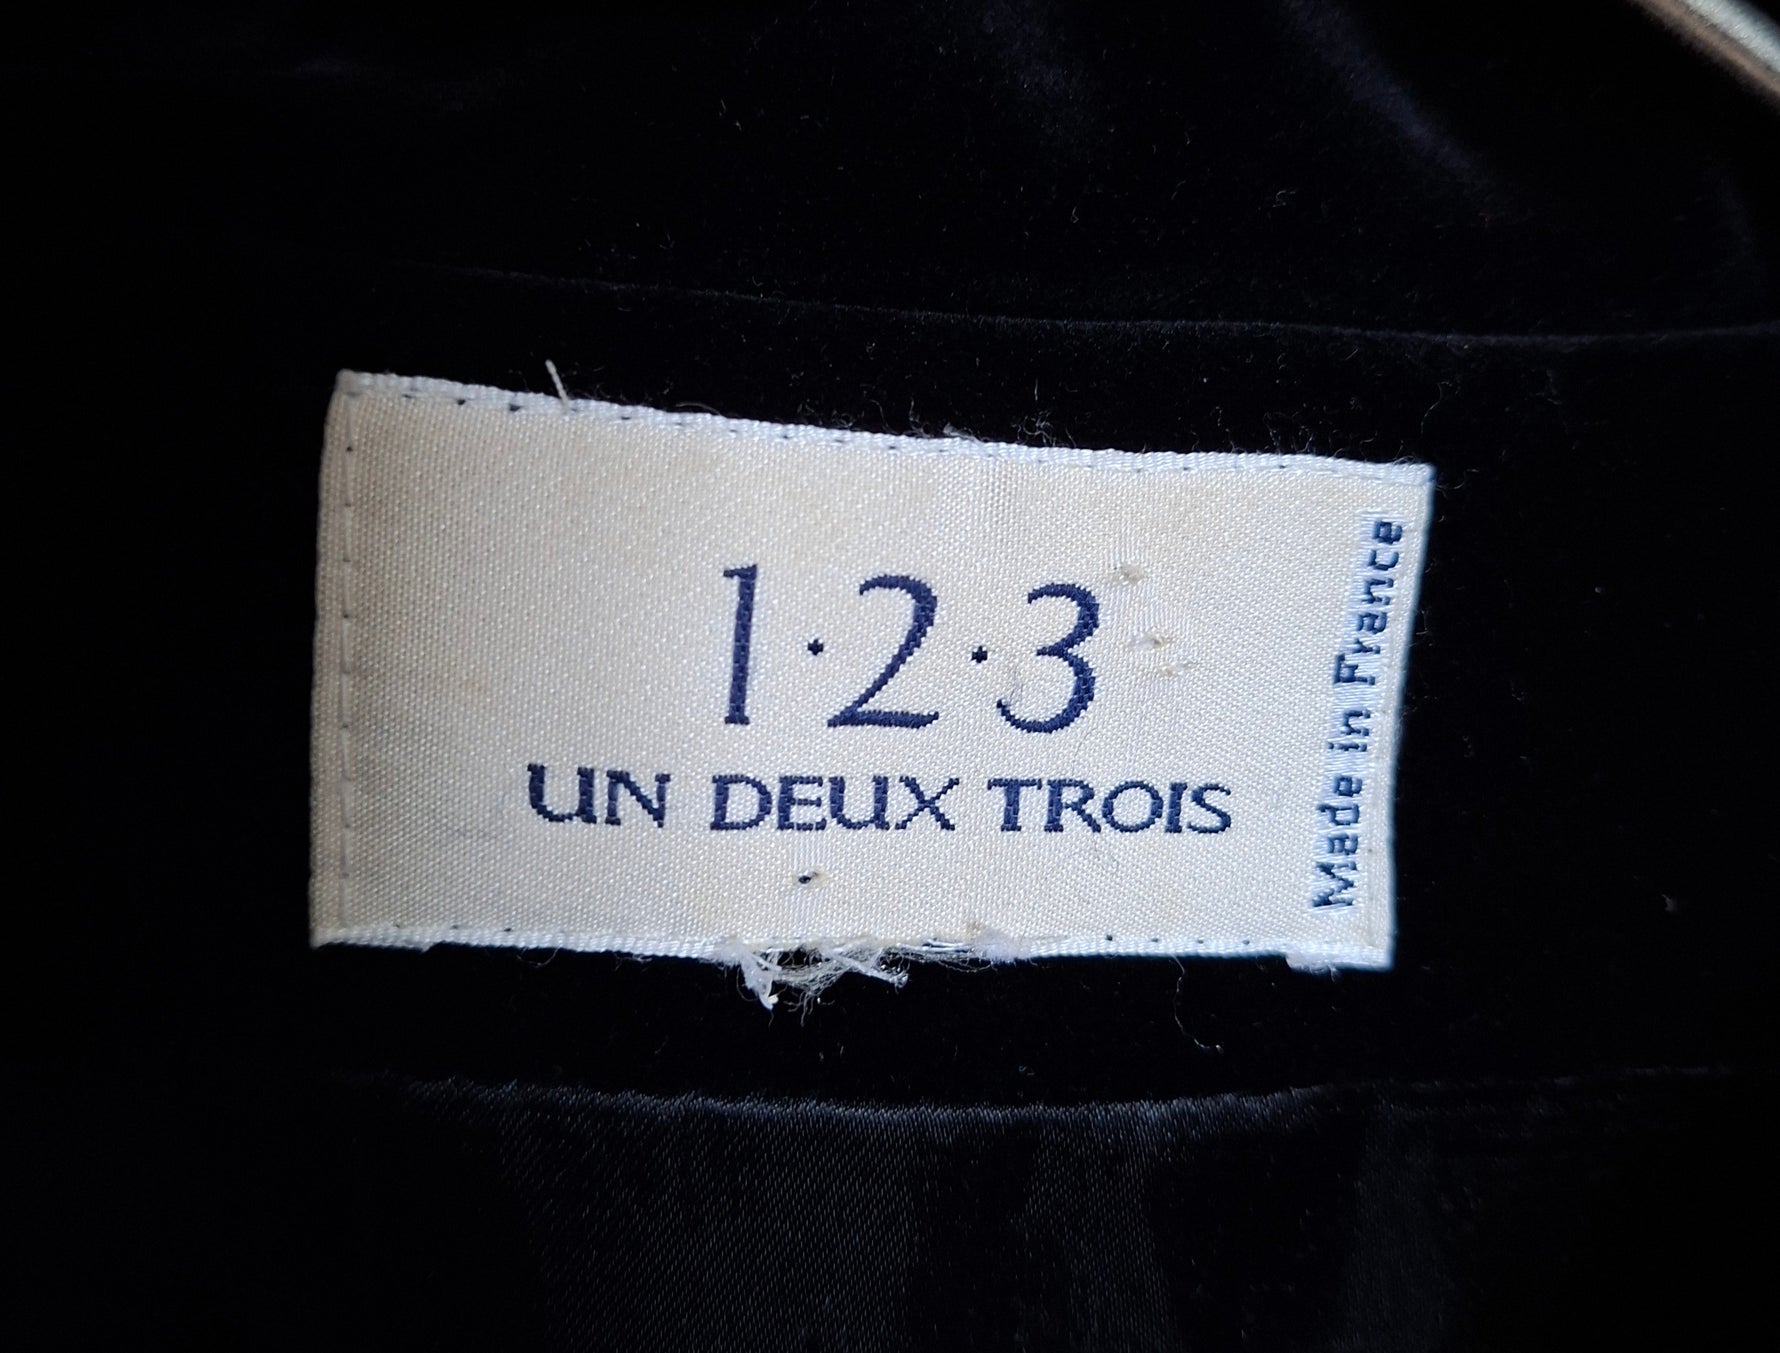 1·2·3
UN DEUX TROIS
Made in France